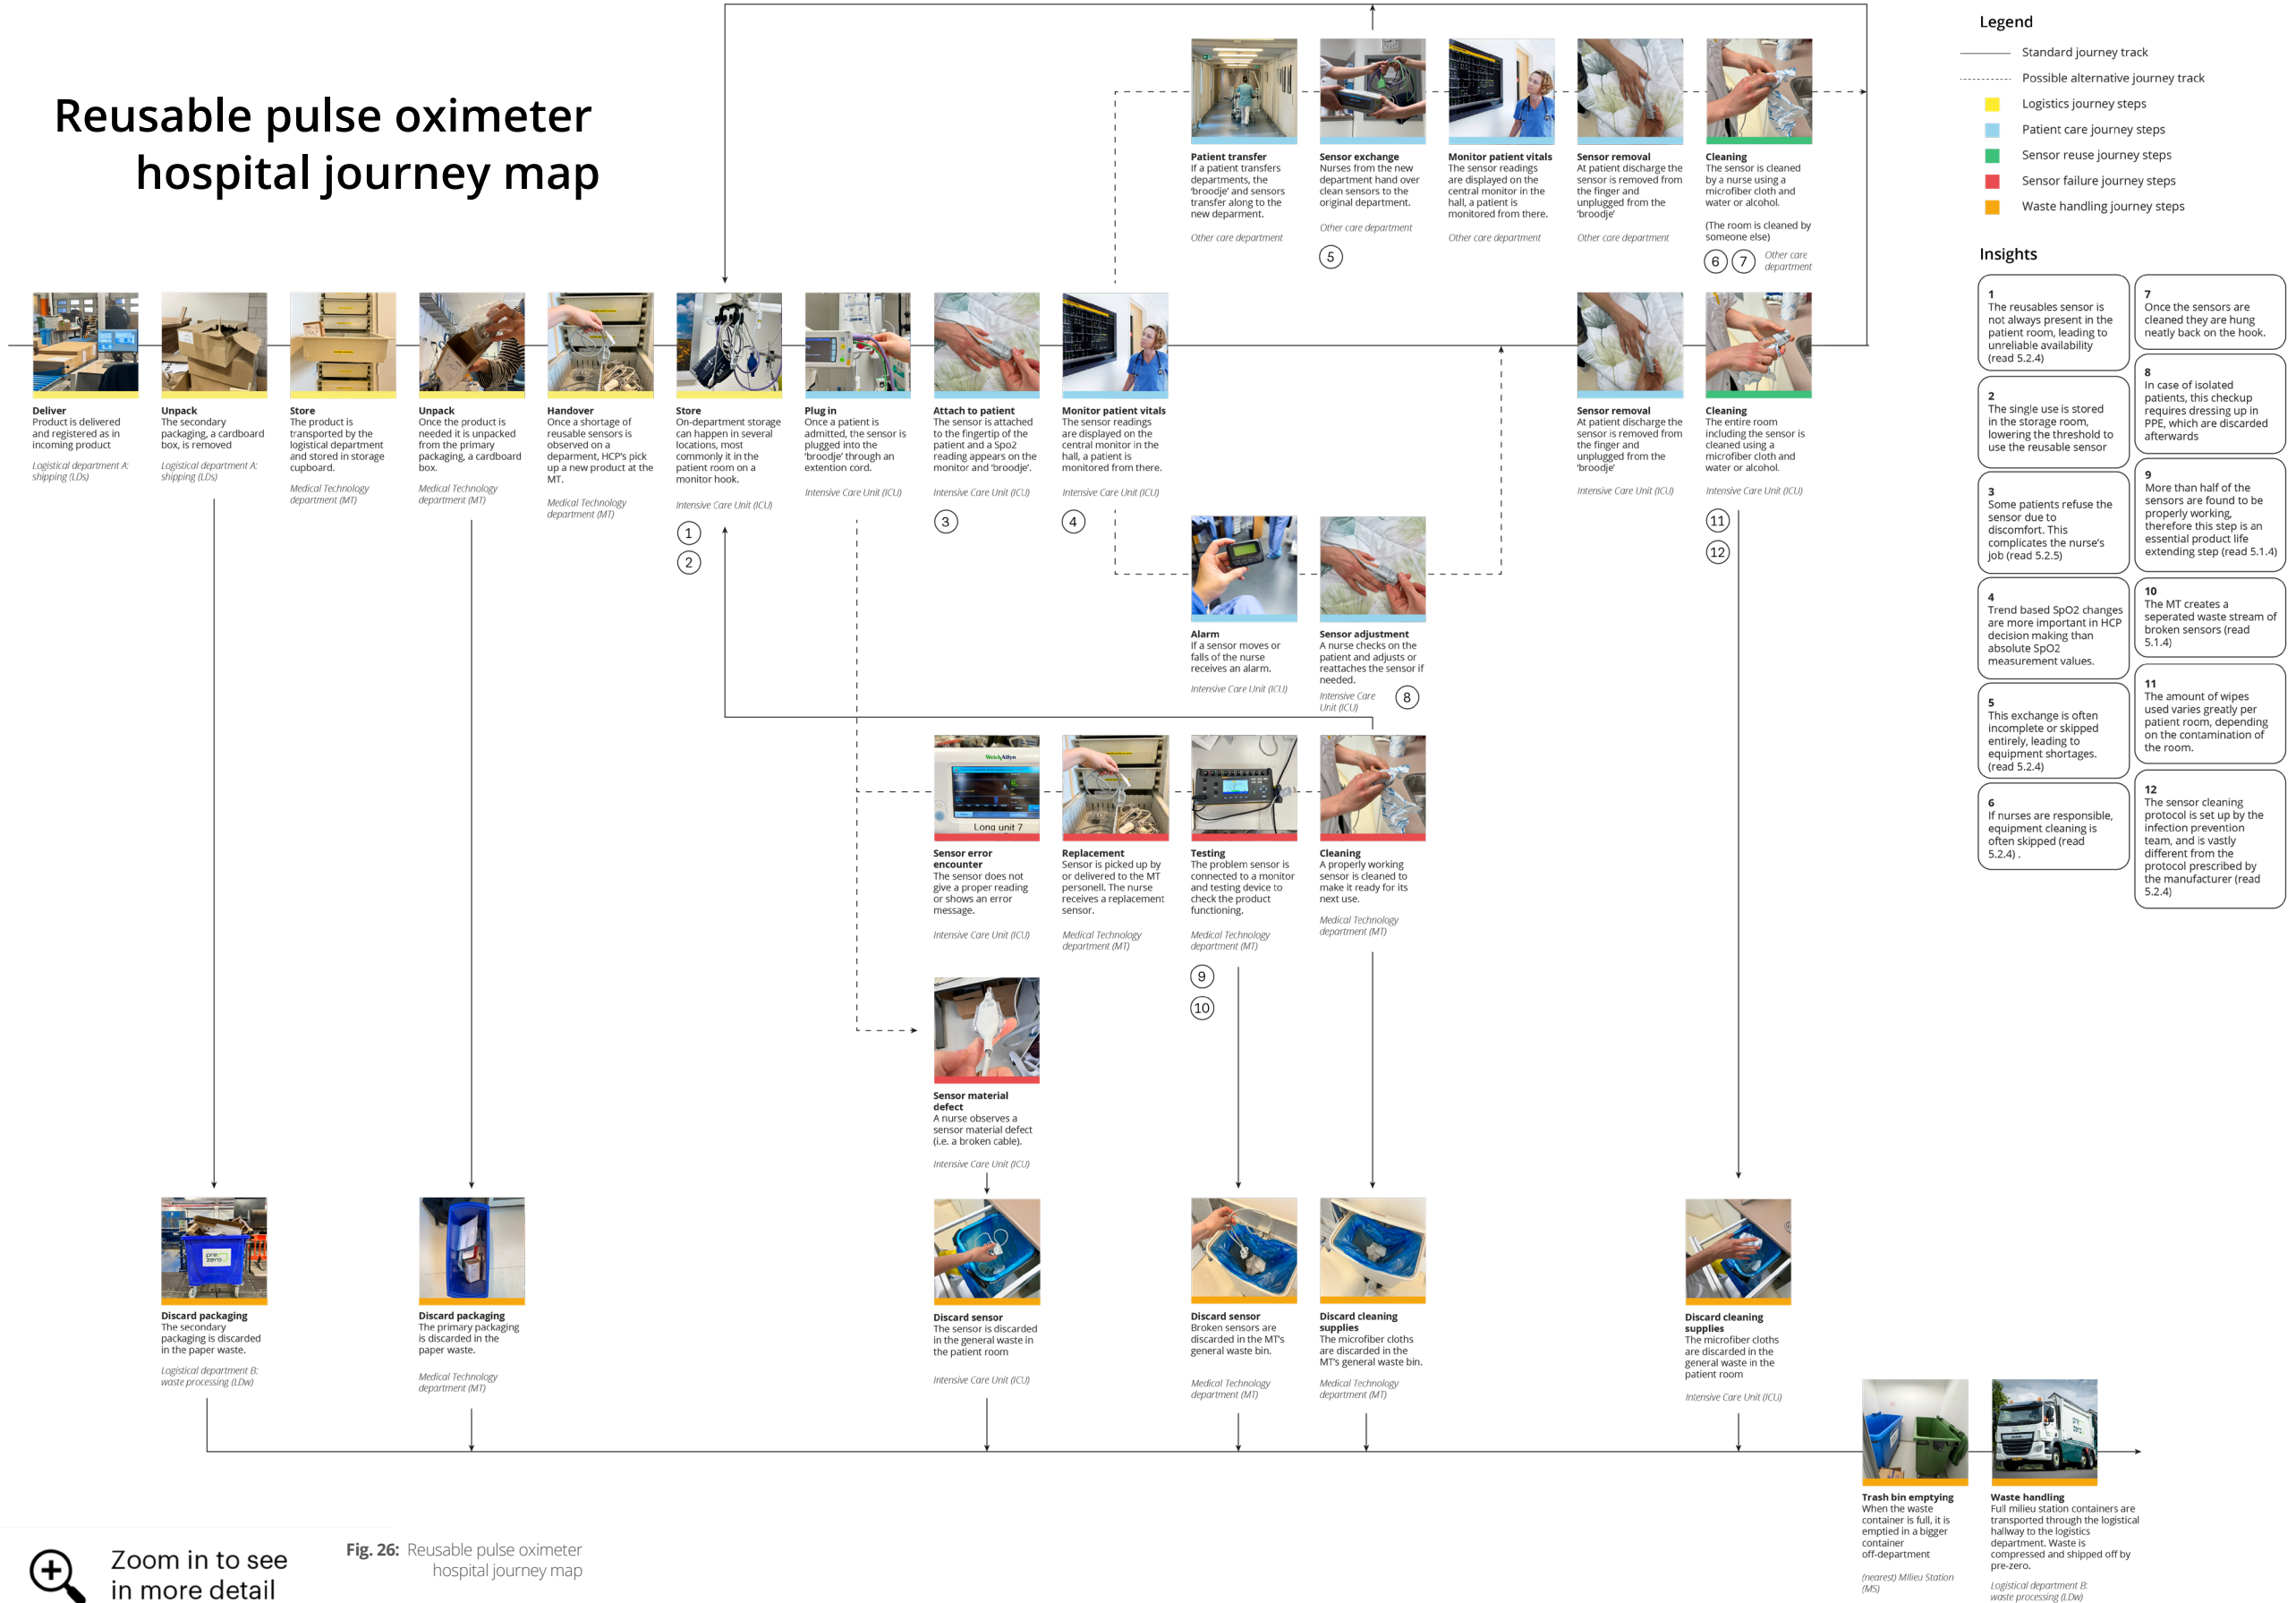 Reusable pulse oximeter
hospital journey map
Legend
Standard journey track
Possible alternative journey track
Logistics journey steps
Patient care journey steps
Sensor reuse journey steps
Sensor failure journey steps
Waste handling journey steps
Patient transfer
If a patient transfers
departments, the
'broodje' and sensors
transfer along to the
new deparment.
Other care department
Sensor exchange
Nurses from the new
department hand over
clean sensors to the
original department.
Other care department
5
Monitor patient vitals
The sensor readings
are displayed on the
central monitor in the
hall, a patient is
monitored from there.
Other care department
Sensor removal
At patient discharge the
sensor is removed from
the finger and
unplugged from the
'broodje'
Other care department
Cleaning
The sensor is cleaned
by a nurse using a
microfiber cloth and
water or alcohol.
(The room is cleaned by
someone else)
6
7
Other care
department
Deliver
Product is delivered
and registered as in
incoming product
Logistical department A:
shipping (LDs)
Unpack
The secondary
packaging, a cardboard
box, is removed
Logistical department A:
shipping (LDs)
Store
The product is
transported by the
logistical department
and stored in storage
cupboard.
Medical Technology
department (MT)
Unpack
Once the product is
needed it is unpacked
from the primary
packaging, a cardboard
box.
Medical Technology
department (MT)
Handover
Once a shortage of
reusable sensors is
observed on a
deparment, HCP's pick
up a new product at the
MT.
Medical Technology
department (MT)
Store
On-department storage
can happen in several
locations, most
commonly it in the
patient room on a
monitor hook.
Intensive Care Unit (ICU)
1
2
Plug in
Once a patient is
admitted, the sensor is
plugged into the
'broodje' through an
extention cord.
Intensive Care Unit (ICU)
Attach to patient
The sensor is attached
to the fingertip of the
patient and a Spo2
reading appears on the
monitor and 'broodje'.
Intensive Care Unit (ICU)
3
Monitor patient vitals
The sensor readings
are displayed on the
central monitor in the
hall, a patient is
monitored from there.
Intensive Care Unit (ICU)
4
Sensor removal
At patient discharge the
sensor is removed from
the finger and
unplugged from the
'broodje'
Intensive Care Unit (ICU)
Cleaning
The entire room
including the sensor is
cleaned using a
microfiber cloth and
water or alcohol.
Intensive Care Unit (ICU)
11
12
Alarm
If a sensor moves or
falls of the nurse
receives an alarm.
Intensive Care Unit (ICU)
Sensor adjustment
A nurse checks on the
patient and adjusts or
reattaches the sensor if
needed.
Intensive Care
Unit (ICU)
8
WelchAllyn
Long unit 7
Sensor error
encounter
The sensor does not
give a proper reading
or shows an error
message.
Intensive Care Unit (ICU)
Replacement
Sensor is picked up by
or delivered to the MT
personell. The nurse
receives a replacement
sensor.
Medical Technology
department (MT)
Testing
The problem sensor is
connected to a monitor
and testing device to
check the product
functioning.
Medical Technology
department (MT)
9
10
Cleaning
A properly working
sensor is cleaned to
make it ready for its
next use.
Medical Technology
department (MT)
Sensor material
defect
A nurse observes a
sensor material defect
(i.e. a broken cable).
Intensive Care Unit (ICU)
pre
zero
Discard packaging
The secondary
packaging is discarded
in the paper waste.
Logistical department B:
waste processing (LDw)
Discard packaging
The primary packaging
is discarded in the
paper waste.
Medical Technology
department (MT)
Discard sensor
The sensor is discarded
in the general waste in
the patient room
Intensive Care Unit (ICU)
Discard sensor
Broken sensors are
discarded in the MT's
general waste bin.
Medical Technology
department (MT)
Discard cleaning
supplies
The microfiber cloths
are discarded in the
MT's general waste bin.
Medical Technology
department (MT)
Discard cleaning
supplies
The microfiber cloths
are discarded in the
general waste in the
patient room
Intensive Care Unit (ICU)
Trash bin emptying
When the waste
container is full, it is
emptied in a bigger
container
off-department
(nearest) Milieu Station
(MS)
pre
zero
Waste handling
Full milieu station containers are
transported through the logistical
hallway to the logistics
department. Waste is
compressed and shipped off by
pre-zero.
Logistical department B:
waste processing (LDw)
Insights
1
The reusables sensor is
not always present in the
patient room, leading to
unreliable availability
(read 5.2.4)
2
The single use is stored
in the storage room,
lowering the threshold to
use the reusable sensor
3
Some patients refuse the
sensor due to
discomfort. This
complicates the nurse's
job (read 5.2.5)
4
Trend based SpO2 changes
are more important in HCP
decision making than
absolute SpO2
measurement values.
5
This exchange is often
incomplete or skipped
entirely, leading to
equipment shortages.
(read 5.2.4)
6
If nurses are responsible,
equipment cleaning is
often skipped (read
5.2.4) .
7
Once the sensors are
cleaned they are hung
neatly back on the hook.
8
In case of isolated
patients, this checkup
requires dressing up in
PPE, which are discarded
afterwards
9
More than half of the
sensors are found to be
properly working,
therefore this step is an
essential product life
extending step (read 5.1.4)
10
The MT creates a
seperated waste stream of
broken sensors (read
5.1.4)
11
The amount of wipes
used varies greatly per
patient room, depending
on the contamination of
the room.
12
The sensor cleaning
protocol is set up by the
infection prevention
team, and is vastly
different from the
protocol prescribed by
the manufacturer (read
5.2.4)
Zoom in to see
in more detail
Fig. 26: Reusable pulse oximeter
hospital journey map